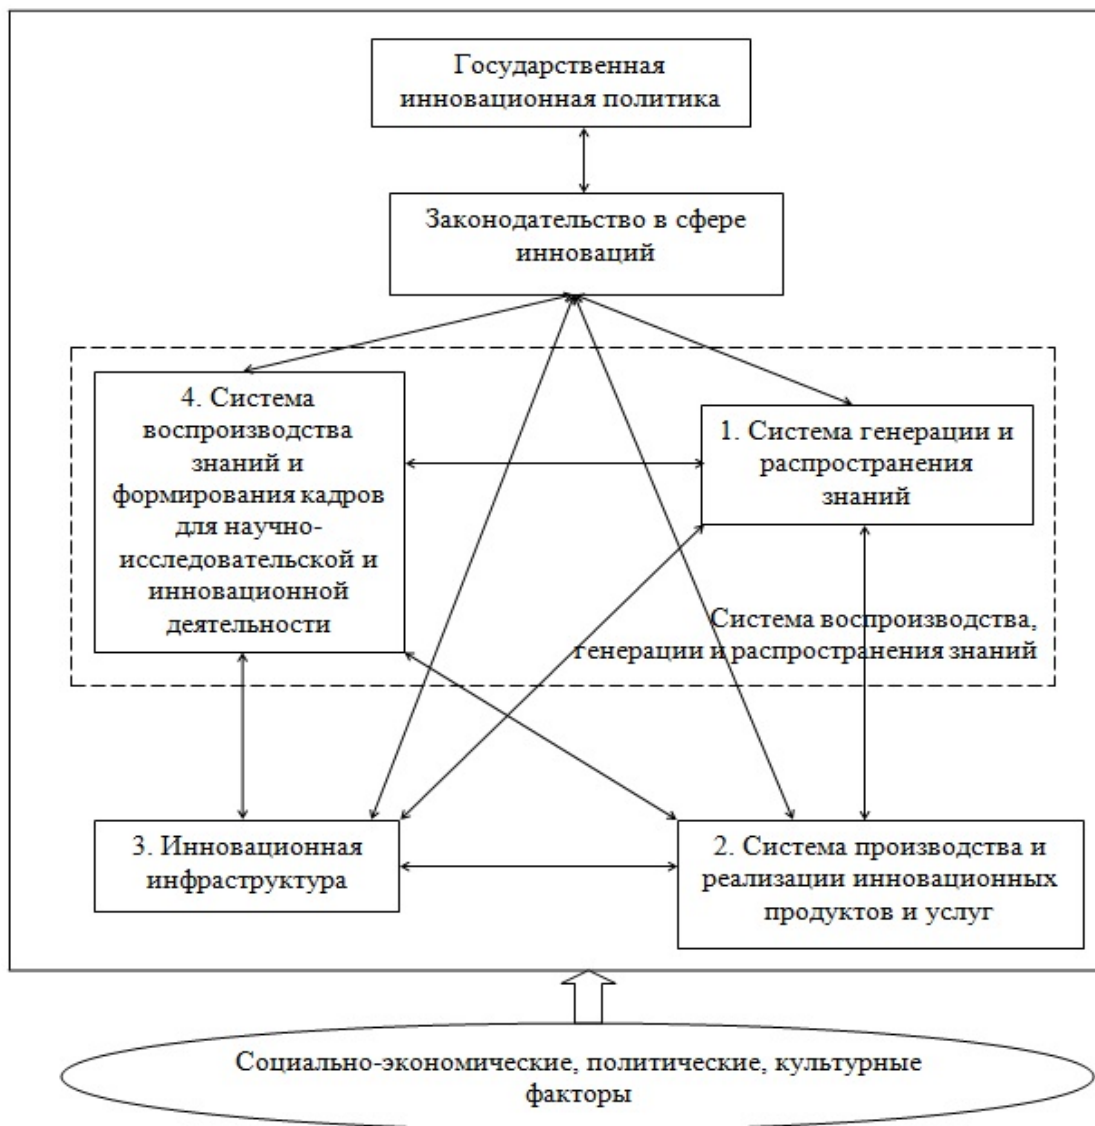 Государственная
инновационная политика
Законодательство в сфере
инноваций
4. Система
воспроизводства
знаний и
формирования кадров
для научно-
исследовательской и
инновационной
деятельности
1. Система генерации и
распространения
знаний
Система воспроизводства,
генерации и распространения знаний
3. Инновационная
инфраструктура
2. Система производства и
реализации инновационных
продуктов и услуг
Социально-экономические, политические, культурные
факторы